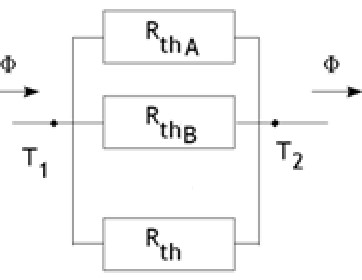 R_thA
Φ
Φ
R_thB
T_1
T_2
R_th